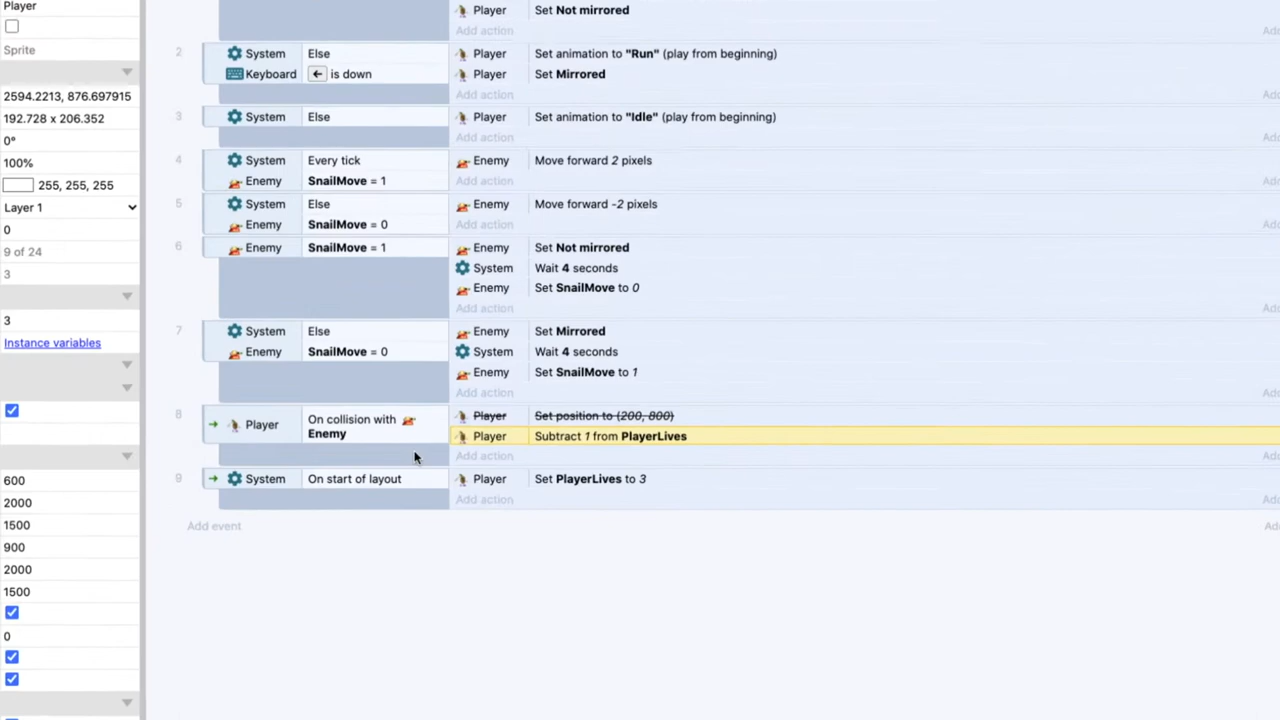 Player
Sprite
2594.2213, 876.697915
192.728 x 206.352
0°
100%
255, 255, 255
Layer 1
0
9 of 24
3
3
Instance variables
600
2000
1500
900
2000
1500
0
Player Set Not mirrored
Add action
2 System Else Player Set animation to "Run" (play from beginning)
Keyboard ← is down Player Set Mirrored
Add action
3 System Else Player Set animation to "Idle" (play from beginning)
Add action
4 System Every tick Enemy Move forward 2 pixels
Enemy SnailMove = 1 Add action
5 System Else Enemy Move forward -2 pixels
Enemy SnailMove = 0 Add action
6 Enemy SnailMove = 1 Enemy Set Not mirrored
System Wait 4 seconds
Enemy Set SnailMove to 0
Add action
7 System Else Enemy Set Mirrored
Enemy SnailMove = 0 System Wait 4 seconds
Enemy Set SnailMove to 1
Add action
8 Player On collision with Enemy Player Set position to (200, 800)
Player Subtract 1 from PlayerLives
Add action
9 System On start of layout Player Set PlayerLives to 3
Add action
Add event